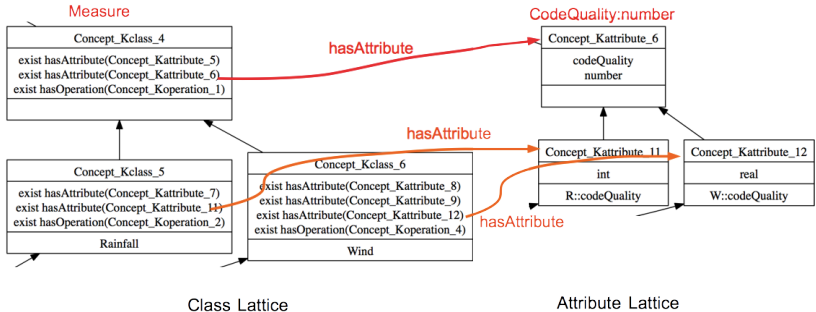 Measure
CodeQuality:number
Concept_Kclass_4
exist hasAttribute(Concept_Kattribute_5)
exist hasAttribute(Concept_Kattribute_6)
exist hasOperation(Concept_Koperation_1)
hasAttribute
Concept_Kattribute_6
codeQuality
number
hasAttribute
Concept_Kclass_5
exist hasAttribute(Concept_Kattribute_7)
exist hasAttribute(Concept_Kattribute_11)
exist hasOperation(Concept_Koperation_2)
Rainfall
Concept_Kclass_6
exist hasAttribute(Concept_Kattribute_8)
exist hasAttribute(Concept_Kattribute_9)
exist hasAttribute(Concept_Kattribute_12)
exist hasOperation(Concept_Koperation_4)
Wind
hasAttribute
Concept_Kattribute_11
int
R::codeQuality
Concept_Kattribute_12
real
W::codeQuality
Class Lattice
Attribute Lattice